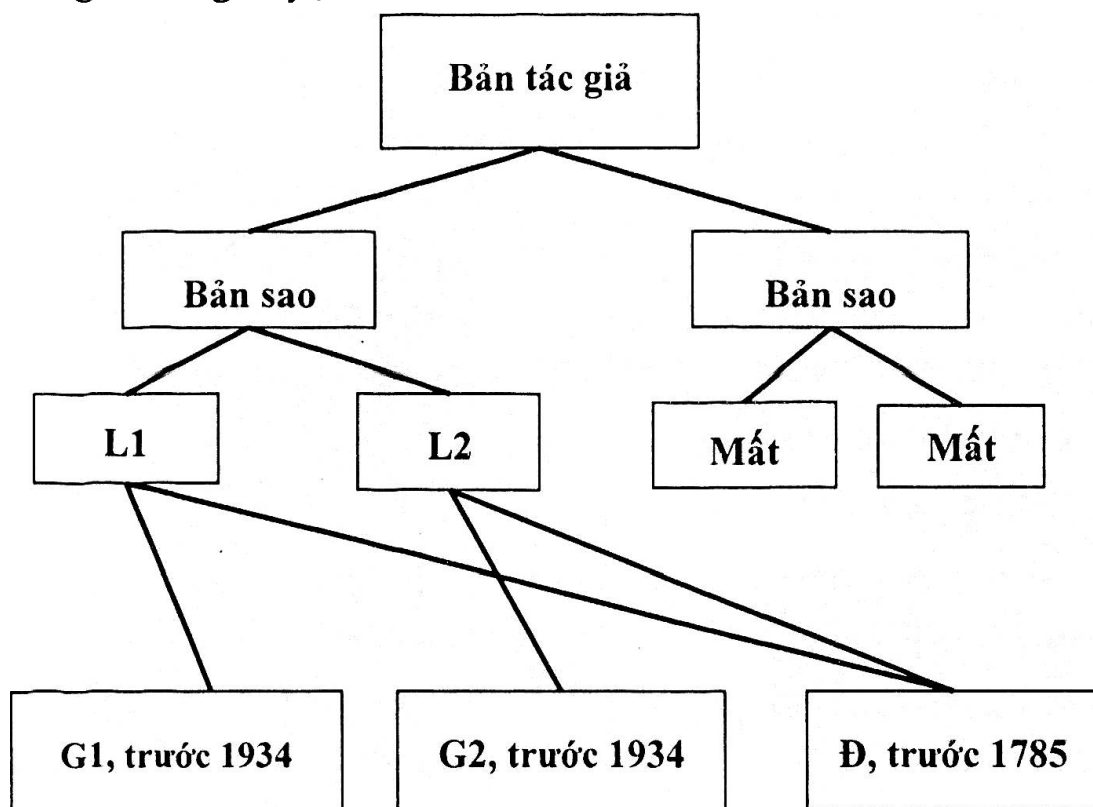 Bản tác giả
Bản sao
Bản sao
L1
L2
Mất
Mất
G1, trước 1934
G2, trước 1934
Đ, trước 1785